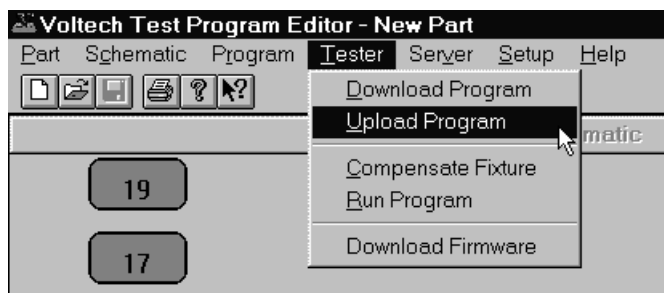 Voltech Test Program Editor - New Part
Part Schematic Program Tester Server Setup Help
Download Program
Upload Program
matic
Compensate Fixture
19
Run Program
Download Firmware
17